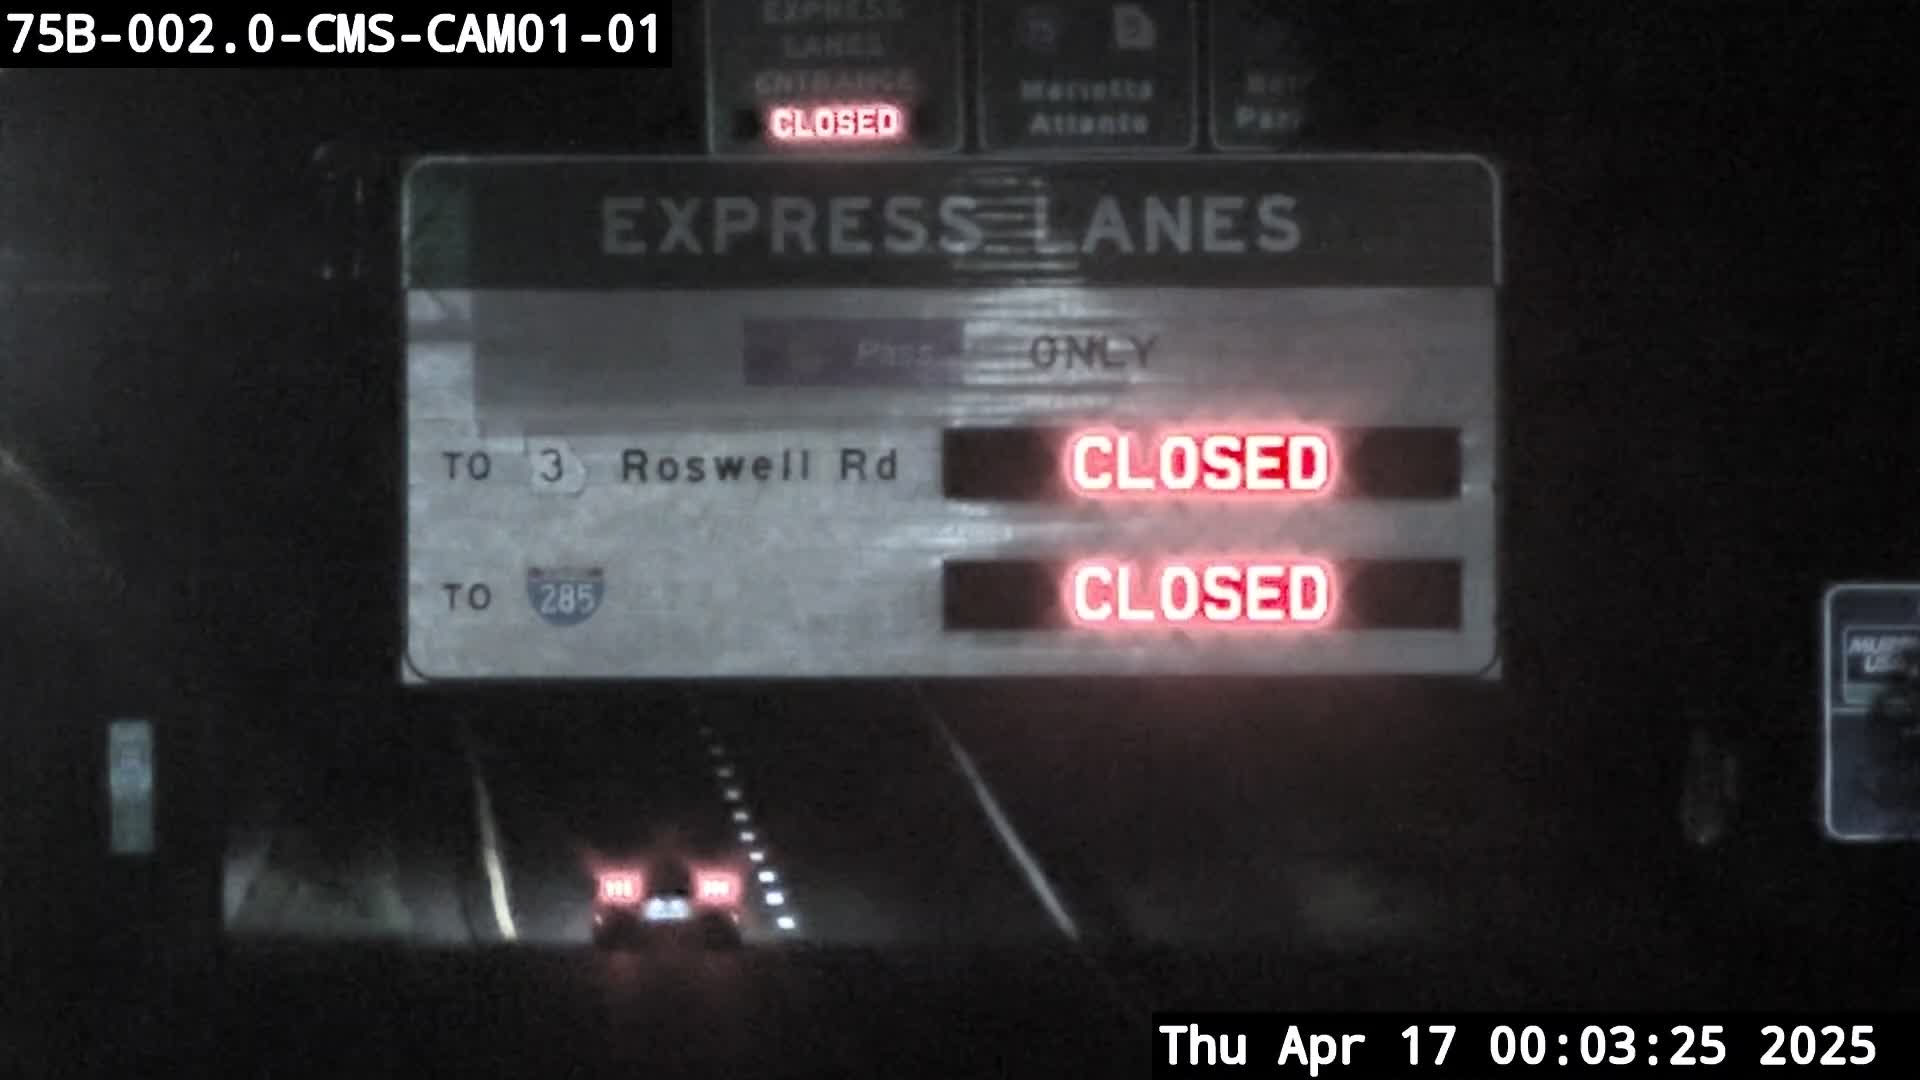 75B-002.0-CMS-CAM01-01
EXPRESS
LANES
ENTRANCE
CLOSED
Marietta
Atlanta
EXPRESS LANES
Pass ONLY
TO 3 Roswell Rd CLOSED
TO 285 CLOSED
Thu Apr 17 00:03:25 2025